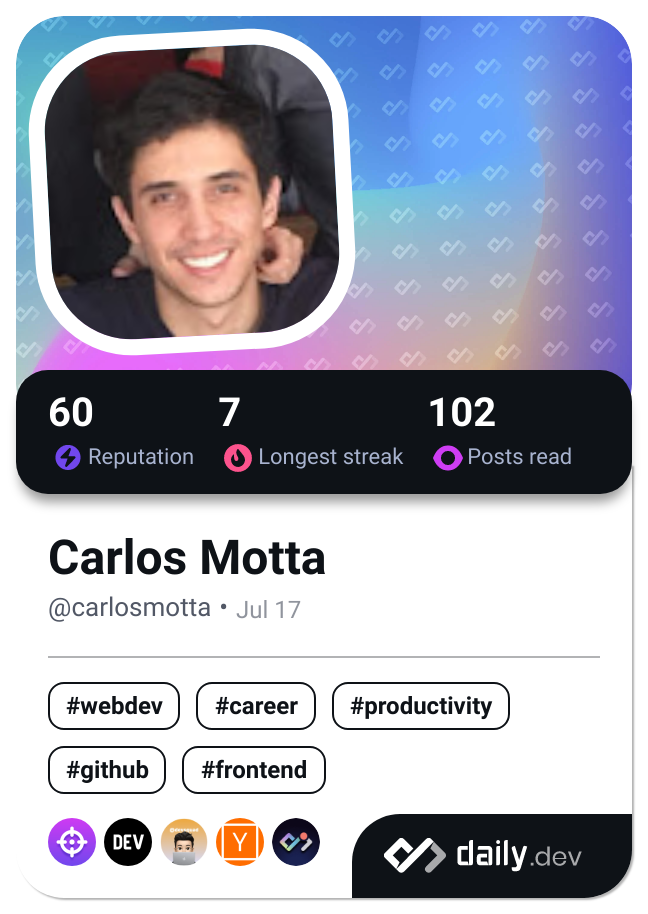 60 7 102
Reputation Longest streak Posts read
Carlos Motta
@carlosmotta • Jul 17
#webdev #career #productivity
#github #frontend
DEV Y
daily.dev